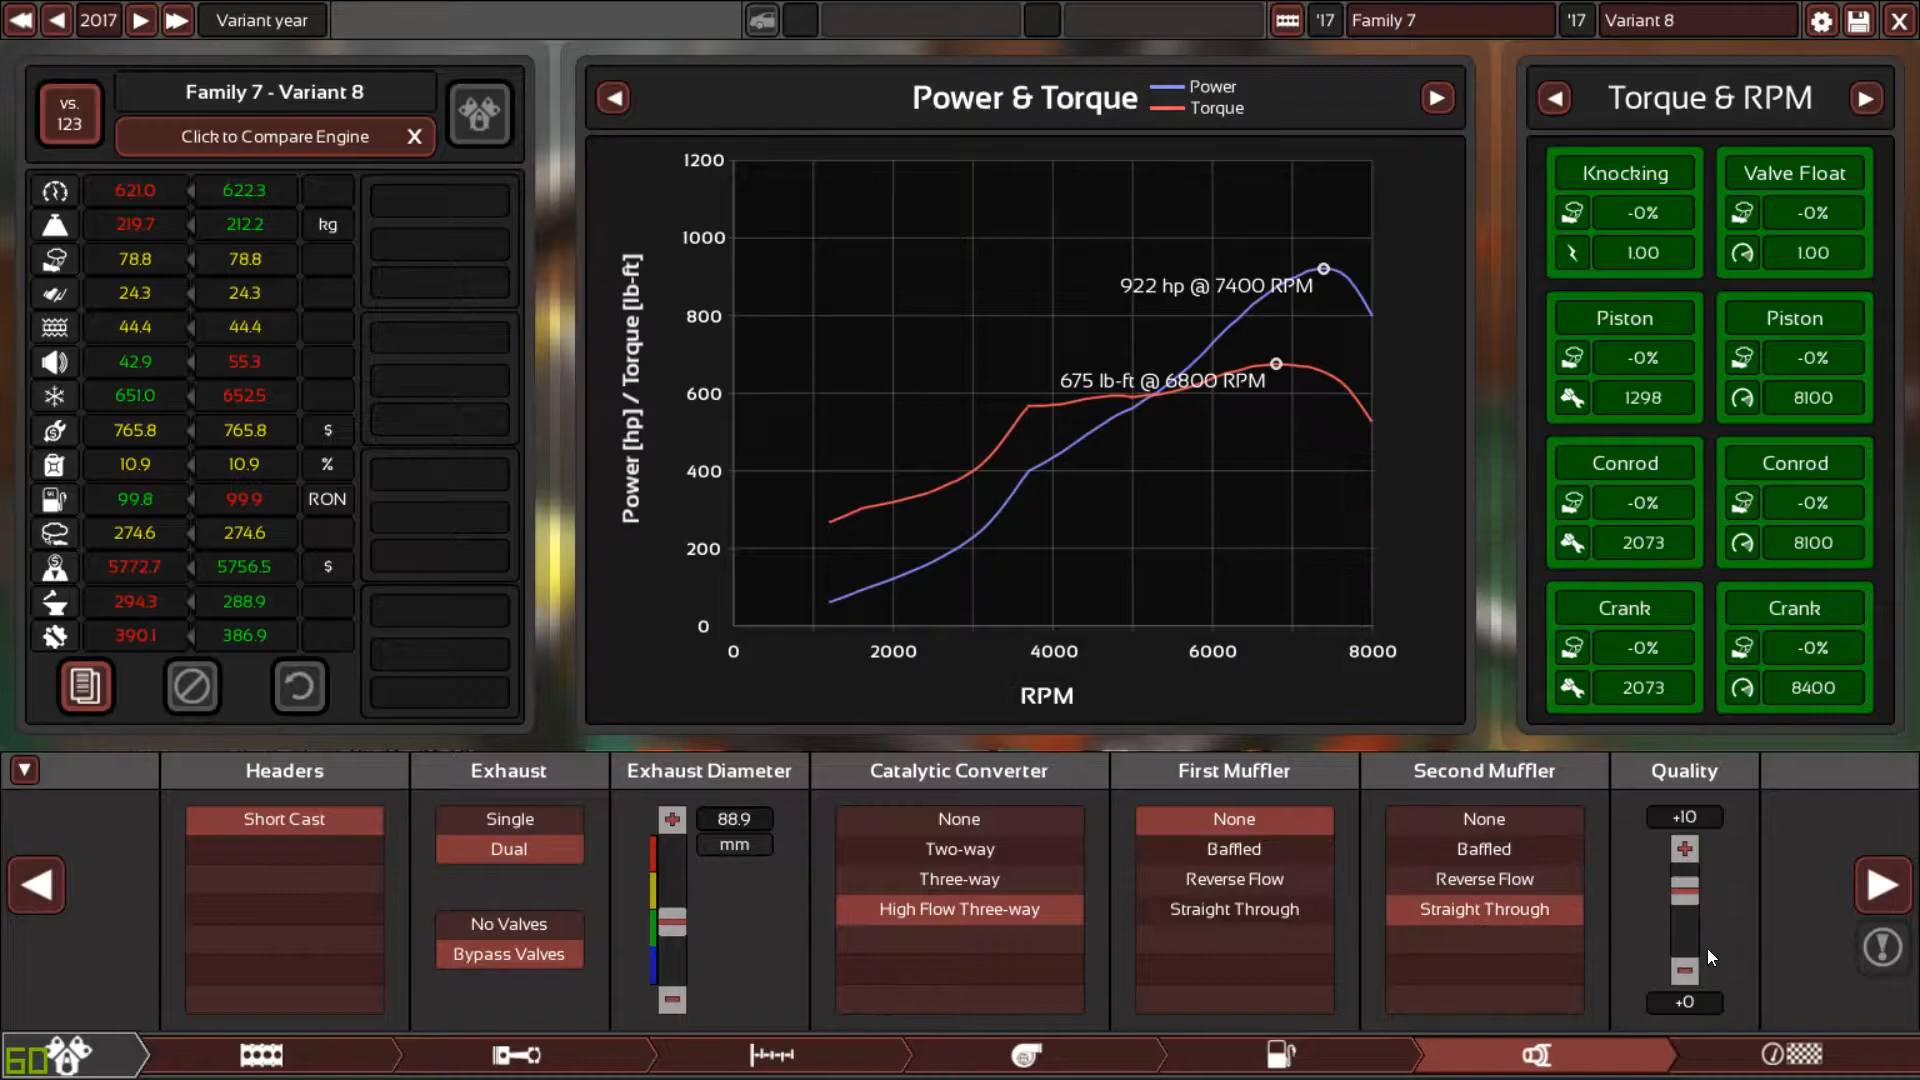 2017
Variant year
'17
Family 7
'17
Variant 8
X
vs.
123
Family 7 - Variant 8
Click to Compare Engine
X
621.0 622.3
219.7 212.2 kg
78.8 78.8
24.3 24.3
44.4 44.4
42.9 55.3
651.0 652.5
765.8 765.8 $
10.9 10.9 %
99.8 99.9 RON
274.6 274.6
5772.7 5756.5 $
294.3 288.9
390.1 386.9
Power & Torque
Power
Torque
Power [hp] / Torque [lb-ft]
1200
1000
800
600
400
200
0
922 hp @ 7400 RPM
675 lb-ft @ 6800 RPM
0 2000 4000 6000 8000
RPM
Torque & RPM
Knocking
-0%
1.00
Valve Float
-0%
1.00
Piston
-0%
1298
Piston
-0%
8100
Conrod
-0%
2073
Conrod
-0%
8100
Crank
-0%
2073
Crank
-0%
8400
Headers
Short Cast
Exhaust
Single
Dual
No Valves
Bypass Valves
Exhaust Diameter
88.9
mm
Catalytic Converter
None
Two-way
Three-way
High Flow Three-way
First Muffler
None
Baffled
Reverse Flow
Straight Through
Second Muffler
None
Baffled
Reverse Flow
Straight Through
Quality
+10
+0
60